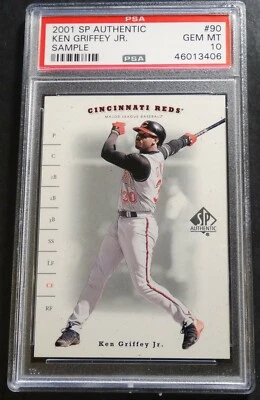 2001 SP AUTHENTIC #90
KEN GRIFFEY JR. GEM MT
SAMPLE 10
PSA 46013406
CINCINNATI REDS
MAJOR LEAGUE BASEBALL
P
C
1B
2B
3B
SS
LF
CF
RF
30
SP
AUTHENTIC
Ken Griffey Jr.